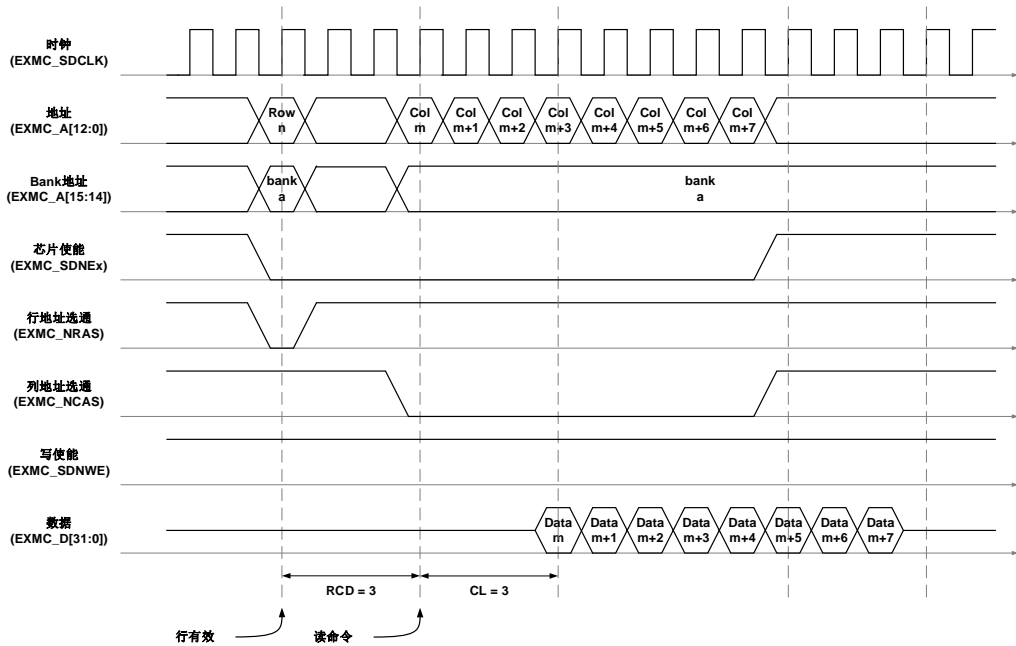 时钟
(EXMC_SDCLK)
地址
(EXMC_A[12:0])
Row
n
Col
m
Col
m+1
Col
m+2
Col
m+3
Col
m+4
Col
m+5
Col
m+6
Col
m+7
Bank地址
(EXMC_A[15:14])
bank
a
bank
a
芯片使能
(EXMC_SDNEx)
行地址选通
(EXMC_NRAS)
列地址选通
(EXMC_NCAS)
写使能
(EXMC_SDNWE)
数据
(EXMC_D[31:0])
Data
m
Data
m+1
Data
m+2
Data
m+3
Data
m+4
Data
m+5
Data
m+6
Data
m+7
RCD = 3
CL = 3
行有效
读命令